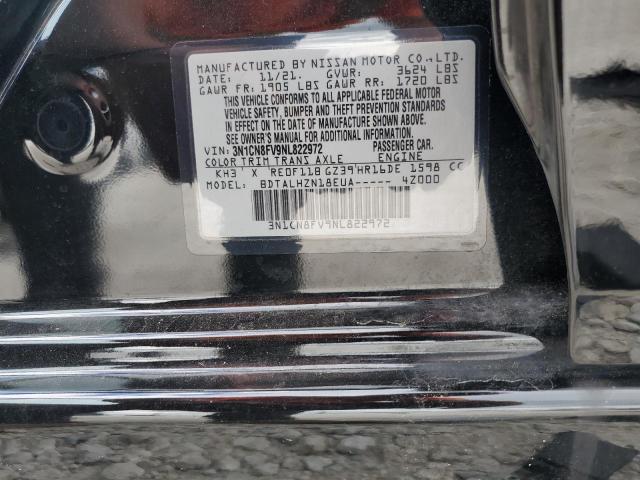 MANUFACTURED BY NISSAN MOTOR CO.,LTD.
DATE: 11/21. GVWR: 3624 LBS
GAWR FR: 1905 LBS GAWR RR: 1720 LBS
THIS VEHICLE CONFORMS TO ALL APPLICABLE FEDERAL MOTOR
VEHICLE SAFETY, BUMPER AND THEFT PREVENTION STANDARDS
IN EFFECT ON THE DATE OF MANUFACTURE SHOWN ABOVE.
SEE OWNER'S MANUAL FOR ADDITIONAL INFORMATION
VIN: 3N1CN8FV9NL822972 PASSENGER CAR.
COLOR TRIM TRANS AXLE ENGINE
KH3 X RE0F11B GZ39 HR16DE 1598 CC
MODEL: BDTALHZN18EUA----- 4Z000
3N1CN8FV9NL822972